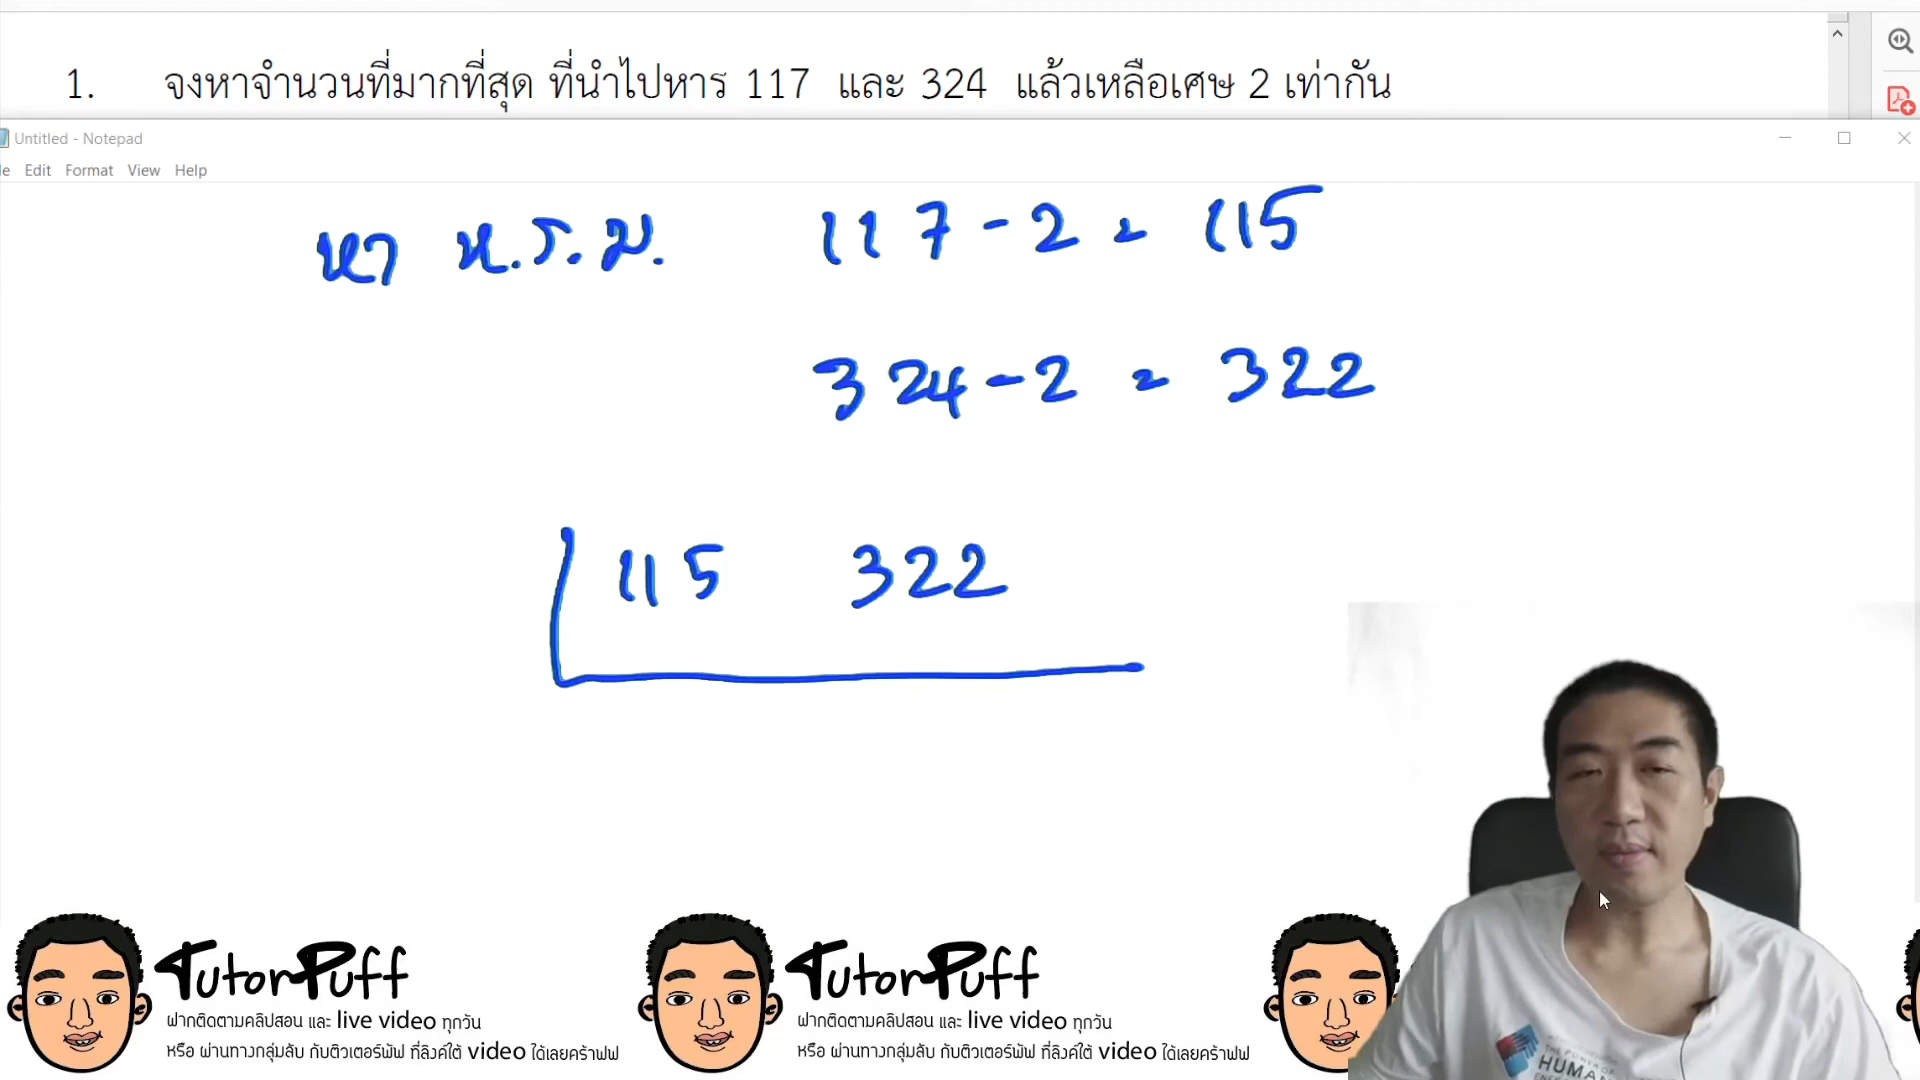 1. จงหาจำนวนที่มากที่สุด ที่นำไปหาร 117 และ 324 แล้วเหลือเศษ 2 เท่ากัน
Untitled - Notepad
Edit Format View Help
หา ห.ร.ม. 117 - 2 = 115
324 - 2 = 322
115 322
TutorPuff TutorPuff
ฝากติดตามคลิปสอน และ live video ทุกวัน ฝากติดตามคลิปสอน และ live video ทุกวัน
หรือ ผ่านทางกลุ่มลับ กับติวเตอร์พัฟ ที่ลิงค์ใต้ video ได้เลยคร้าฟฟ หรือ ผ่านทางกลุ่มลับ กับติวเตอร์พัฟ ที่ลิงค์ใต้ video ได้เลยคร้าฟฟ
HUMAN